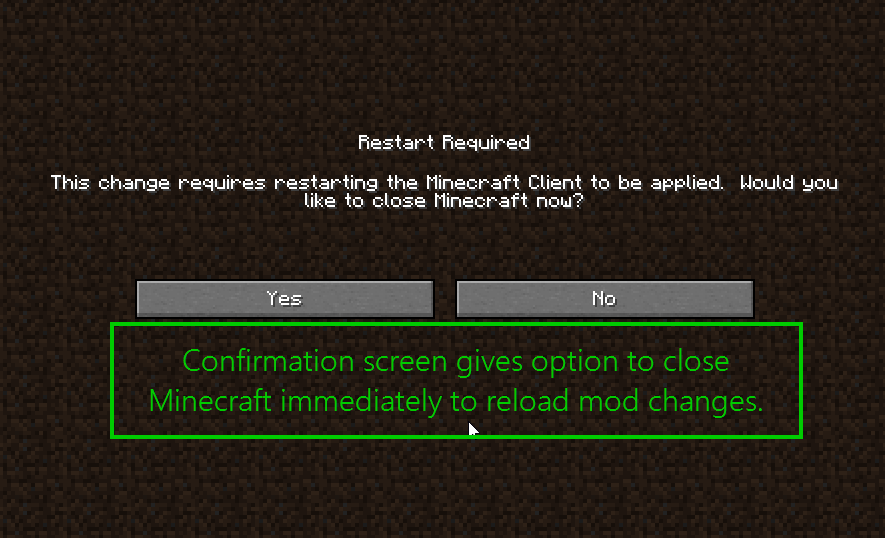 Restart Required
This change requires restarting the Minecraft Client to be applied.  Would you
like to close Minecraft now?
Yes
No
Confirmation screen gives option to close
Minecraft immediately to reload mod changes.